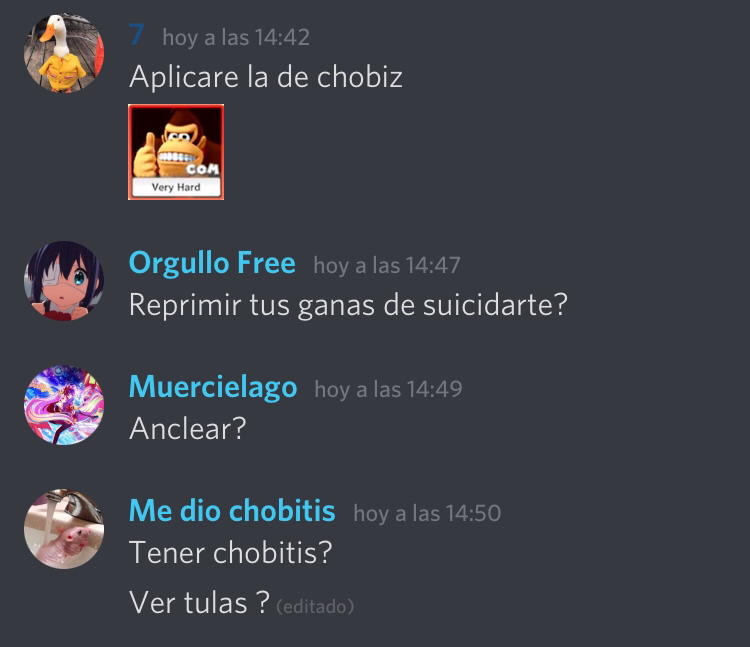 7 hoy a las 14:42
Aplicare la de chobiz
COM
Very Hard
Orgullo Free hoy a las 14:47
Reprimir tus ganas de suicidarte?
Muercielago hoy a las 14:49
Anclear?
Me dio chobitis hoy a las 14:50
Tener chobitis?
Ver tulas ? (editado)